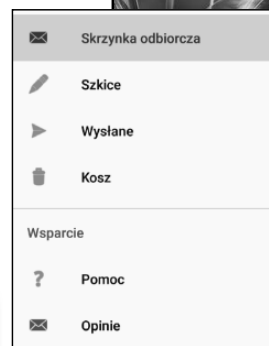 Skrzynka odbiorcza
Szkice
Wysłane
Kosz
Wsparcie
Pomoc
Opinie